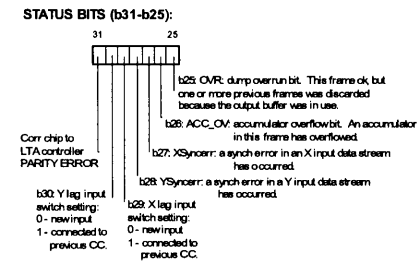 STATUS BITS (b31-b25):
31
25
b25: OVR: dump overrun bit. This frame ok, but
one or more previous frames was discarded
because the output buffer was in use.
b26: ACC_OV: accumulator overflow bit. An accumulator
in this frame has overflowed.
b27: XSyncerr: a synch error in an X input data stream
has occurred.
b28: YSyncerr: a synch error in a Y input data stream
has occurred.
Corr chip to
LTA controller
PARITY ERROR
b30: Y lag input
switch setting:
0 - new input
1 - connected to
previous CC.
b29: X lag input
switch setting:
0 - new input
1 - connected to
previous CC.